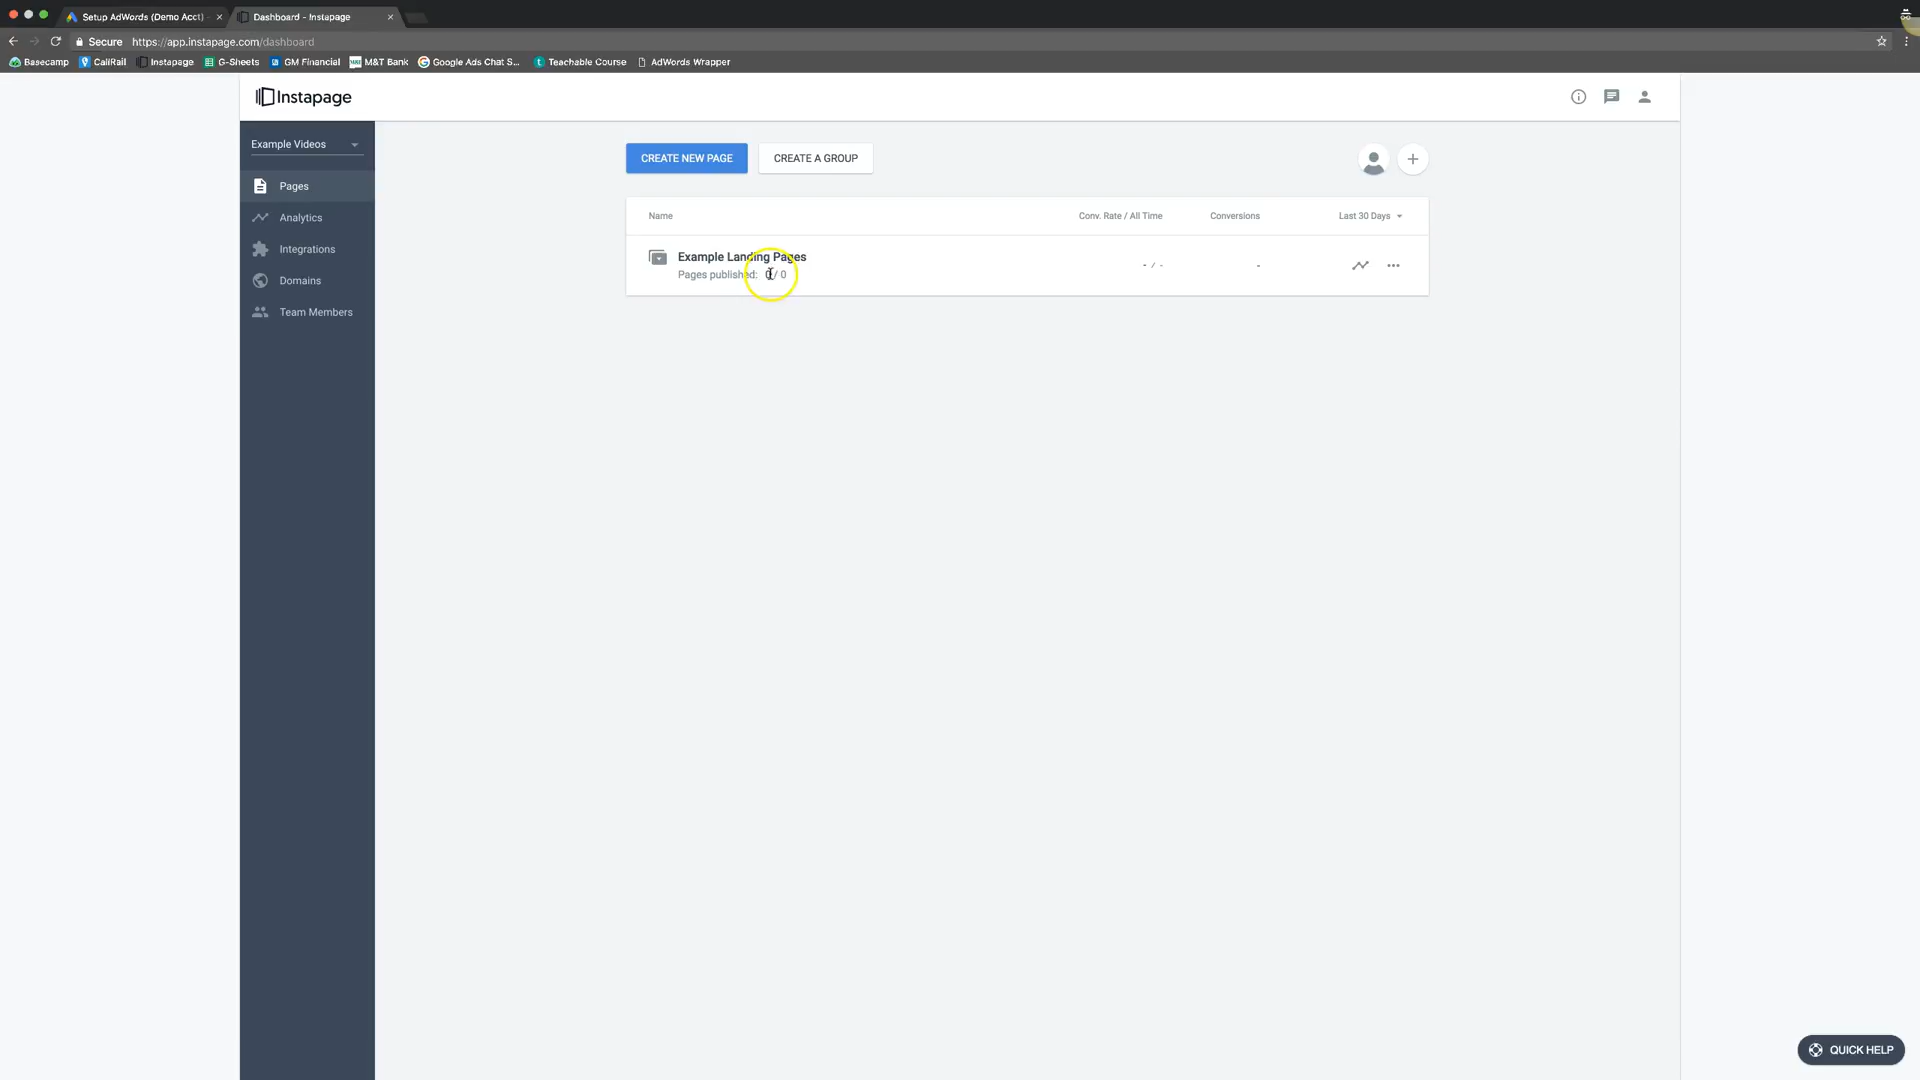 Setup AdWords (Demo Acct)
Dashboard - Instapage
Secure https://app.instapage.com/dashboard
Basecamp CallRail Instapage G-Sheets GM Financial M&T Bank Google Ads Chat S... Teachable Course AdWords Wrapper
Instapage
Example Videos
CREATE NEW PAGE CREATE A GROUP
Pages
Analytics
Integrations
Domains
Team Members
Name Conv. Rate / All Time Conversions Last 30 Days
Example Landing Pages
Pages published: 0 / 0 - / - -
QUICK HELP